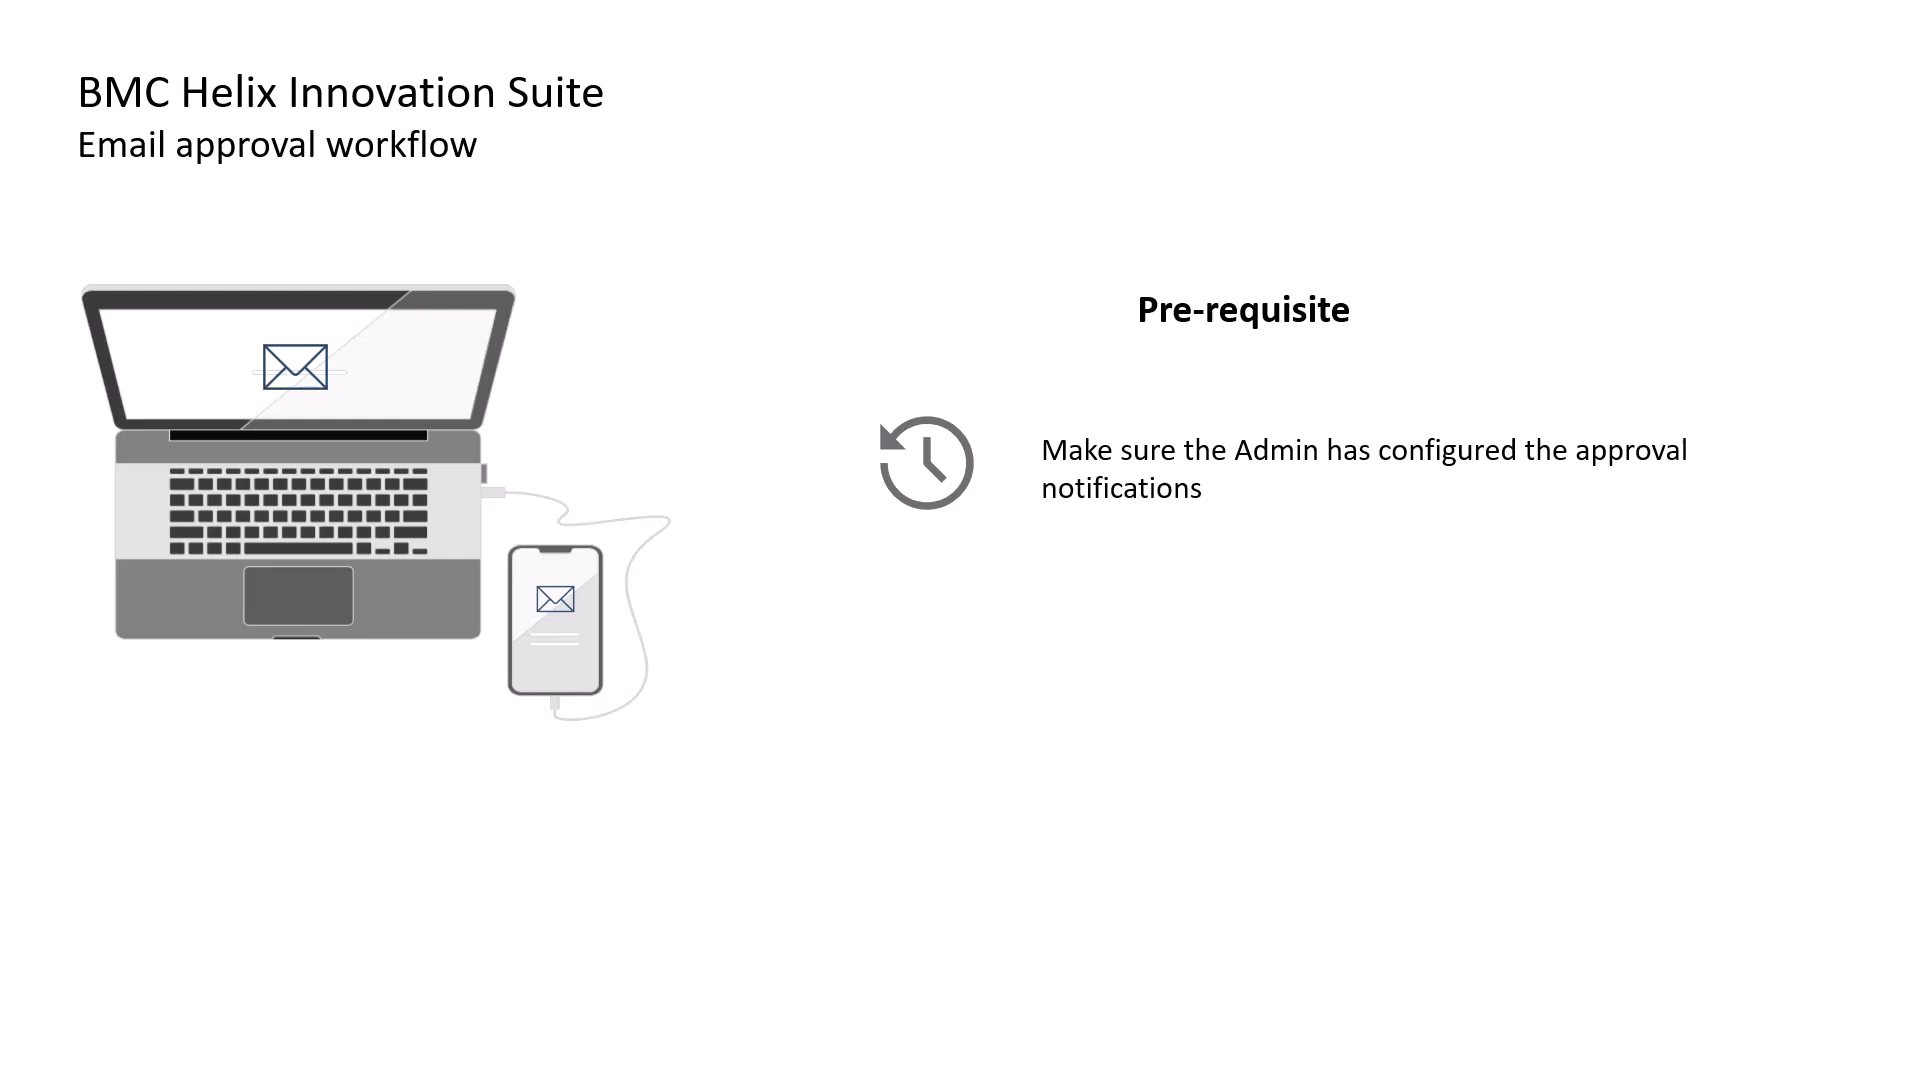 BMC Helix Innovation Suite
Email approval workflow
Pre-requisite
Make sure the Admin has configured the approval
notifications